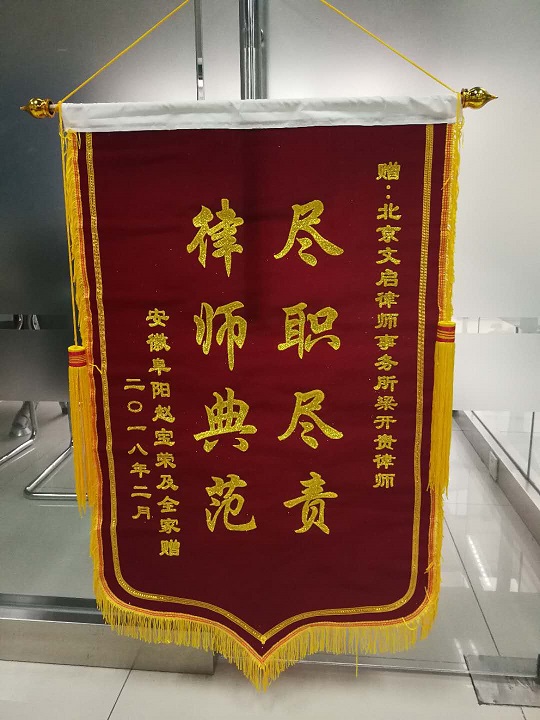 赠：北京文启律师事务所梁开贵律师
尽职尽责
律师典范
安徽阜阳赵宝荣及全家赠
二〇一八年二月